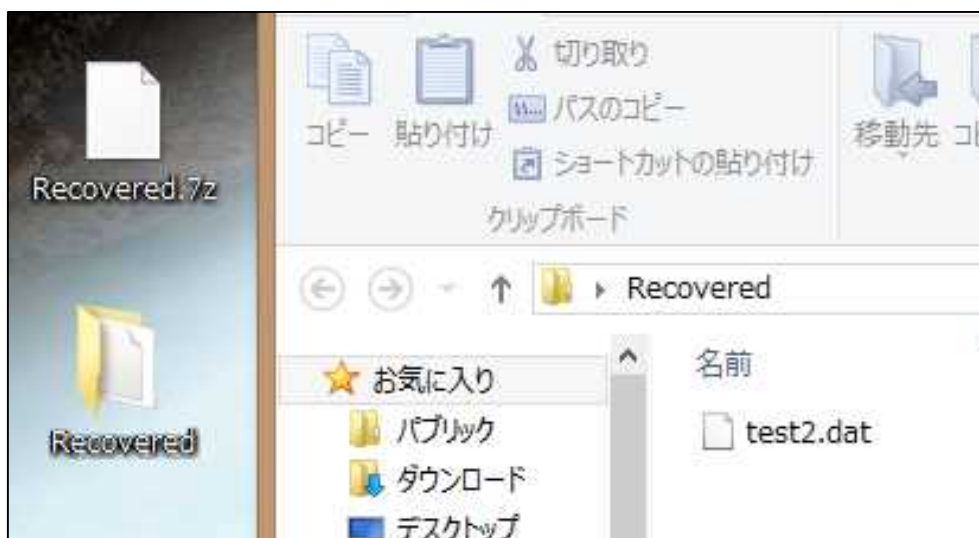 Recovered.7z
Recovered
コピー
貼り付け
切り取り
パスのコピー
ショートカットの貼り付け
移動先
クリップボード
Recovered
お気に入り
パブリック
ダウンロード
デスクトップ
名前
test2.dat